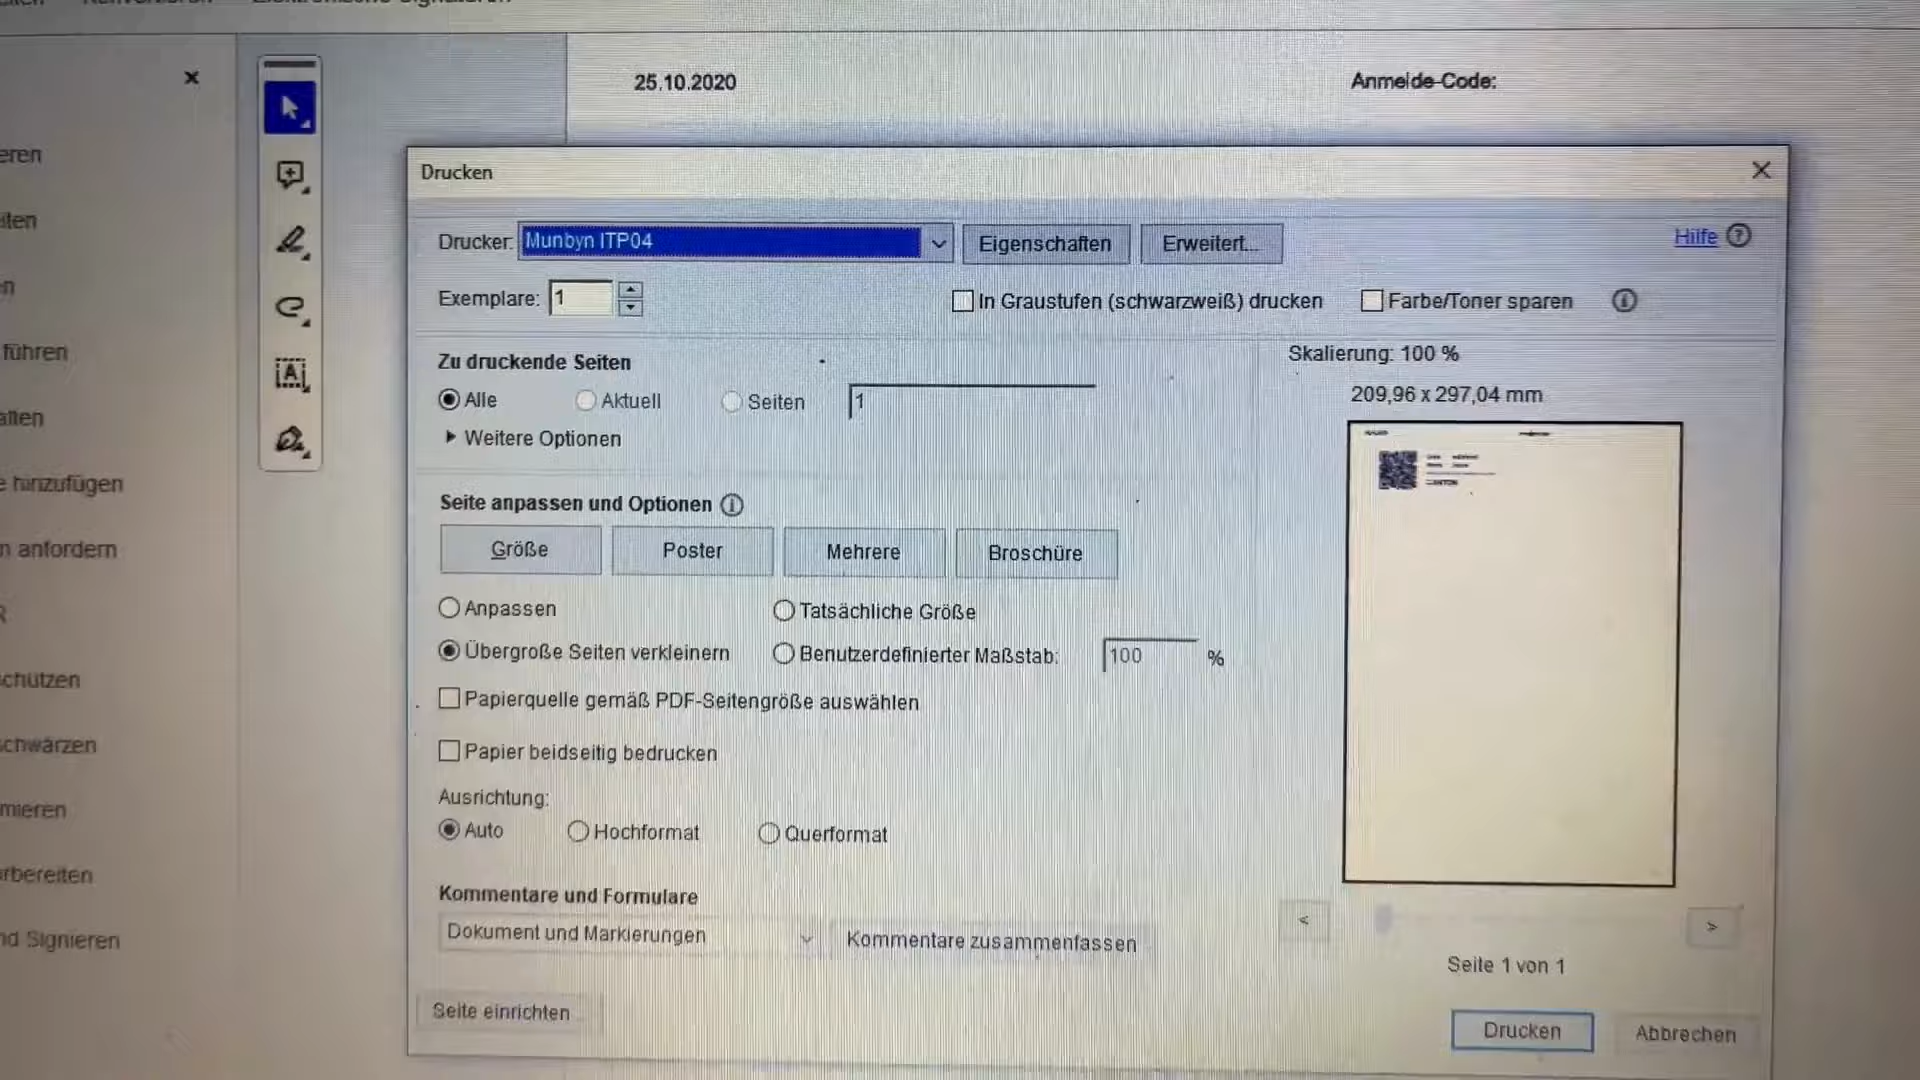 25.10.2020
Anmelde-Code:
Drucken
Drucker: Munbyn ITP04 Eigenschaften Erweitert... Hilfe
Exemplare: 1 In Graustufen (schwarzweiß) drucken Farbe/Toner sparen
Zu druckende Seiten
Skalierung: 100 %
Alle Aktuell Seiten 1
209,96 x 297,04 mm
Weitere Optionen
Seite anpassen und Optionen
Größe Poster Mehrere Broschüre
Anpassen Tatsächliche Größe
Übergroße Seiten verkleinern Benutzerdefinierter Maßstab: 100 %
Papierquelle gemäß PDF-Seitengröße auswählen
Papier beidseitig bedrucken
Ausrichtung:
Auto Hochformat Querformat
Kommentare und Formulare
Dokument und Markierungen Kommentare zusammenfassen
< >
Seite 1 von 1
Seite einrichten...
Drucken Abbrechen
eren
iten
n
führen
alten
e hinzufügen
n anfordern
chützen
chwärzen
mieren
rbereiten
nd Signieren